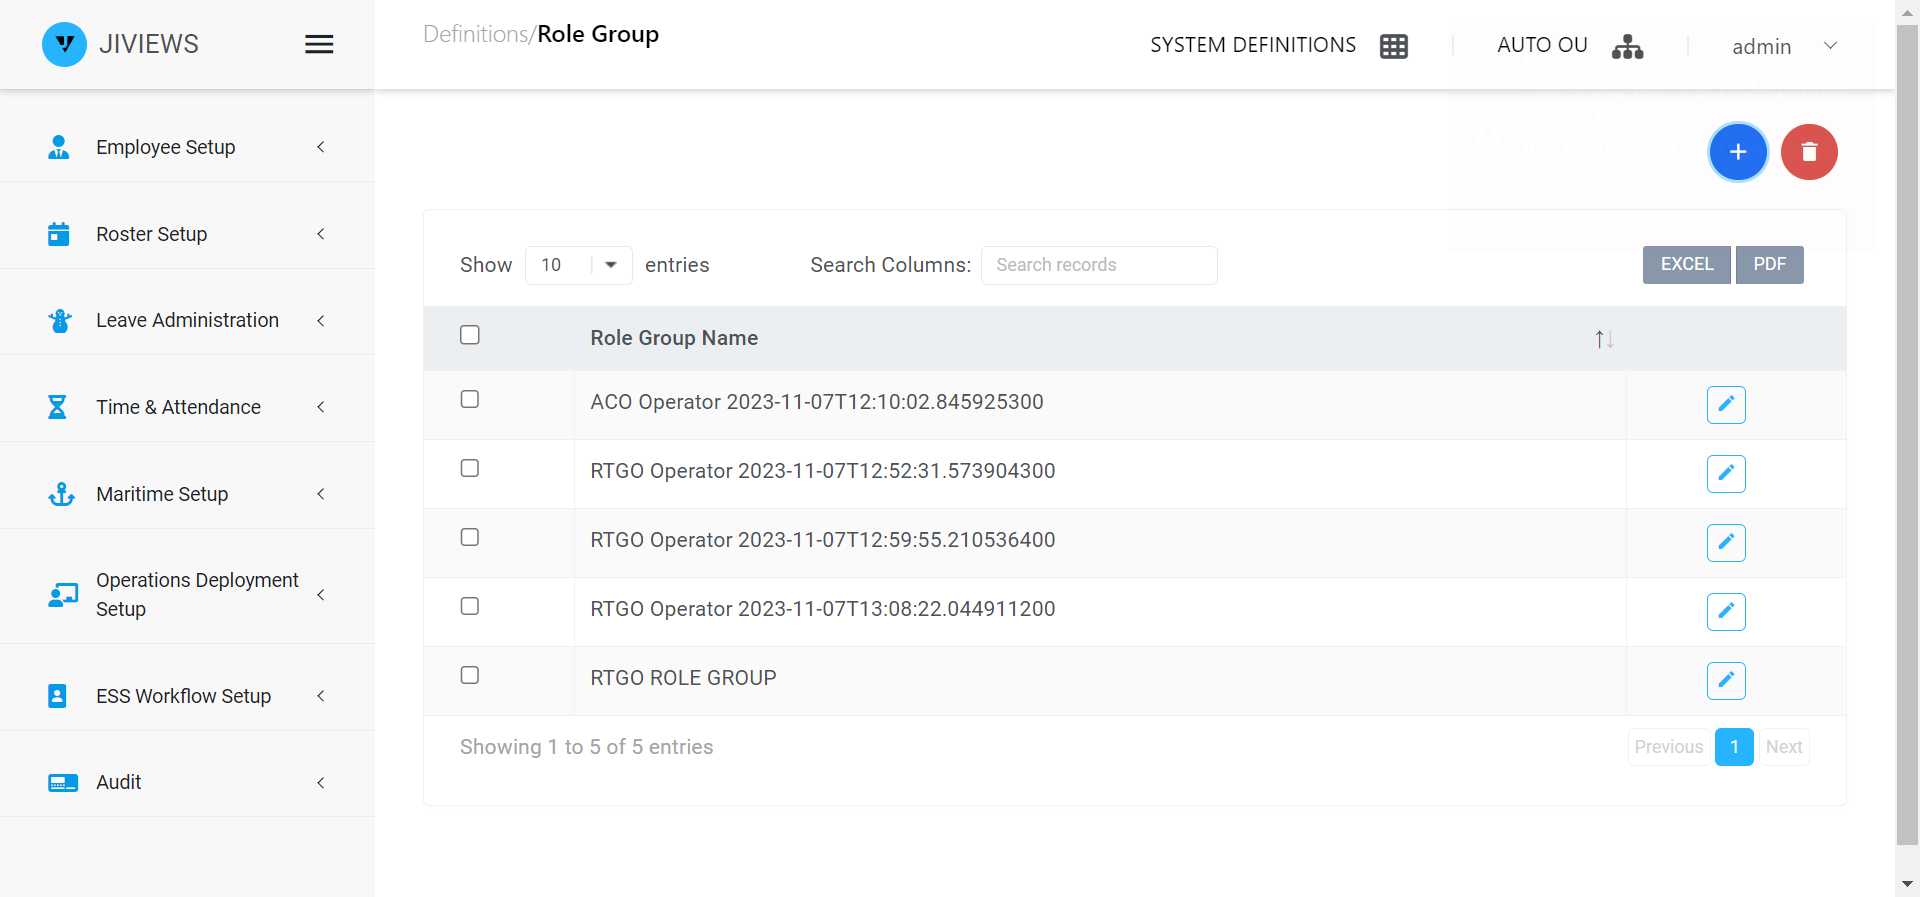 JIVIEWS
Definitions/Role Group
SYSTEM DEFINITIONS
AUTO OU
admin
Employee Setup
Roster Setup
Leave Administration
Time & Attendance
Maritime Setup
Operations Deployment
Setup
ESS Workflow Setup
Audit
Show 10 entries
Search Columns: Search records
EXCEL PDF
Role Group Name
ACO Operator 2023-11-07T12:10:02.845925300
RTGO Operator 2023-11-07T12:52:31.573904300
RTGO Operator 2023-11-07T12:59:55.210536400
RTGO Operator 2023-11-07T13:08:22.044911200
RTGO ROLE GROUP
Showing 1 to 5 of 5 entries
Previous 1 Next